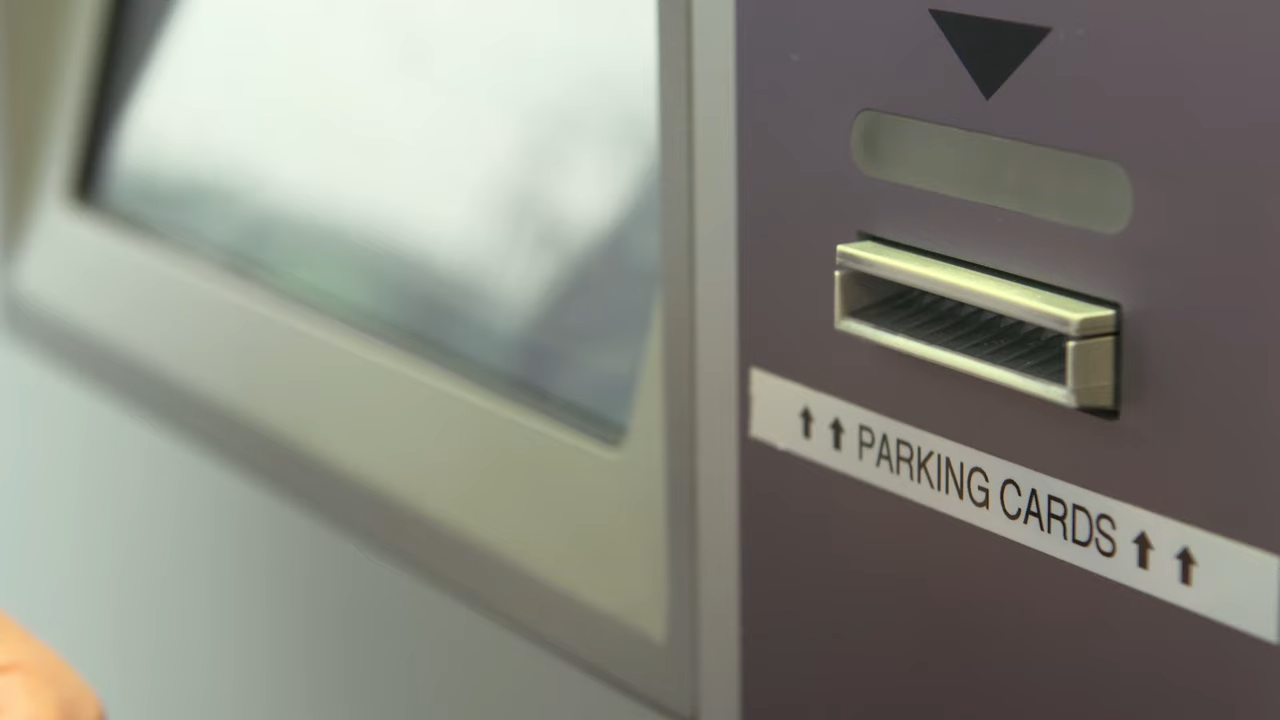 ↑ ↑ PARKING CARDS ↑ ↑